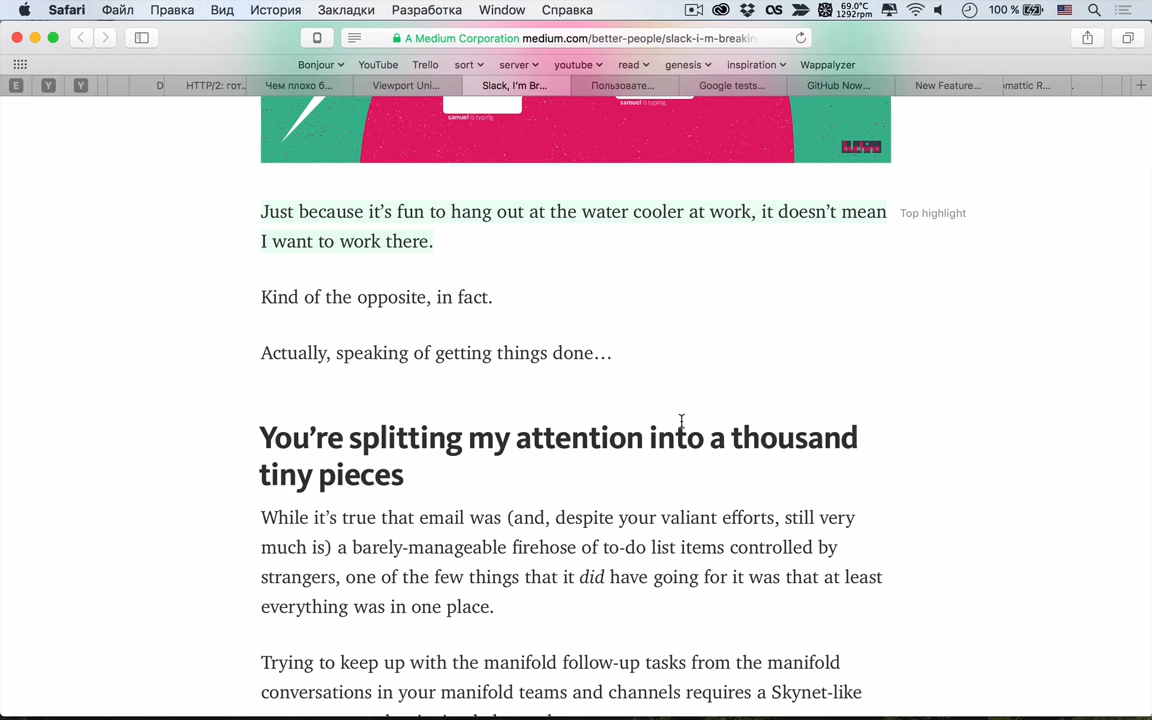 Safari Файл Правка Вид История Закладки Разработка Window Справка 69.0°C 1292rpm 100 %
A Medium Corporation medium.com/better-people/slack-i-m-breakin
Bonjour YouTube Trello sort server youtube read genesis inspiration Wappalyzer
E Y Y D HTTP/2: гот... Чем плохо б... Viewport Uni... Slack, I'm Br... Пользовате... Google tests... GitHub Now... New Feature... omattic R...
samuel is typing
samuel is typing
Just because it’s fun to hang out at the water cooler at work, it doesn’t mean
Top highlight
I want to work there.
Kind of the opposite, in fact.
Actually, speaking of getting things done…
You’re splitting my attention into a thousand
tiny pieces
While it’s true that email was (and, despite your valiant efforts, still very
much is) a barely-manageable firehose of to-do list items controlled by
strangers, one of the few things that it did have going for it was that at least
everything was in one place.
Trying to keep up with the manifold follow-up tasks from the manifold
conversations in your manifold teams and channels requires a Skynet-like